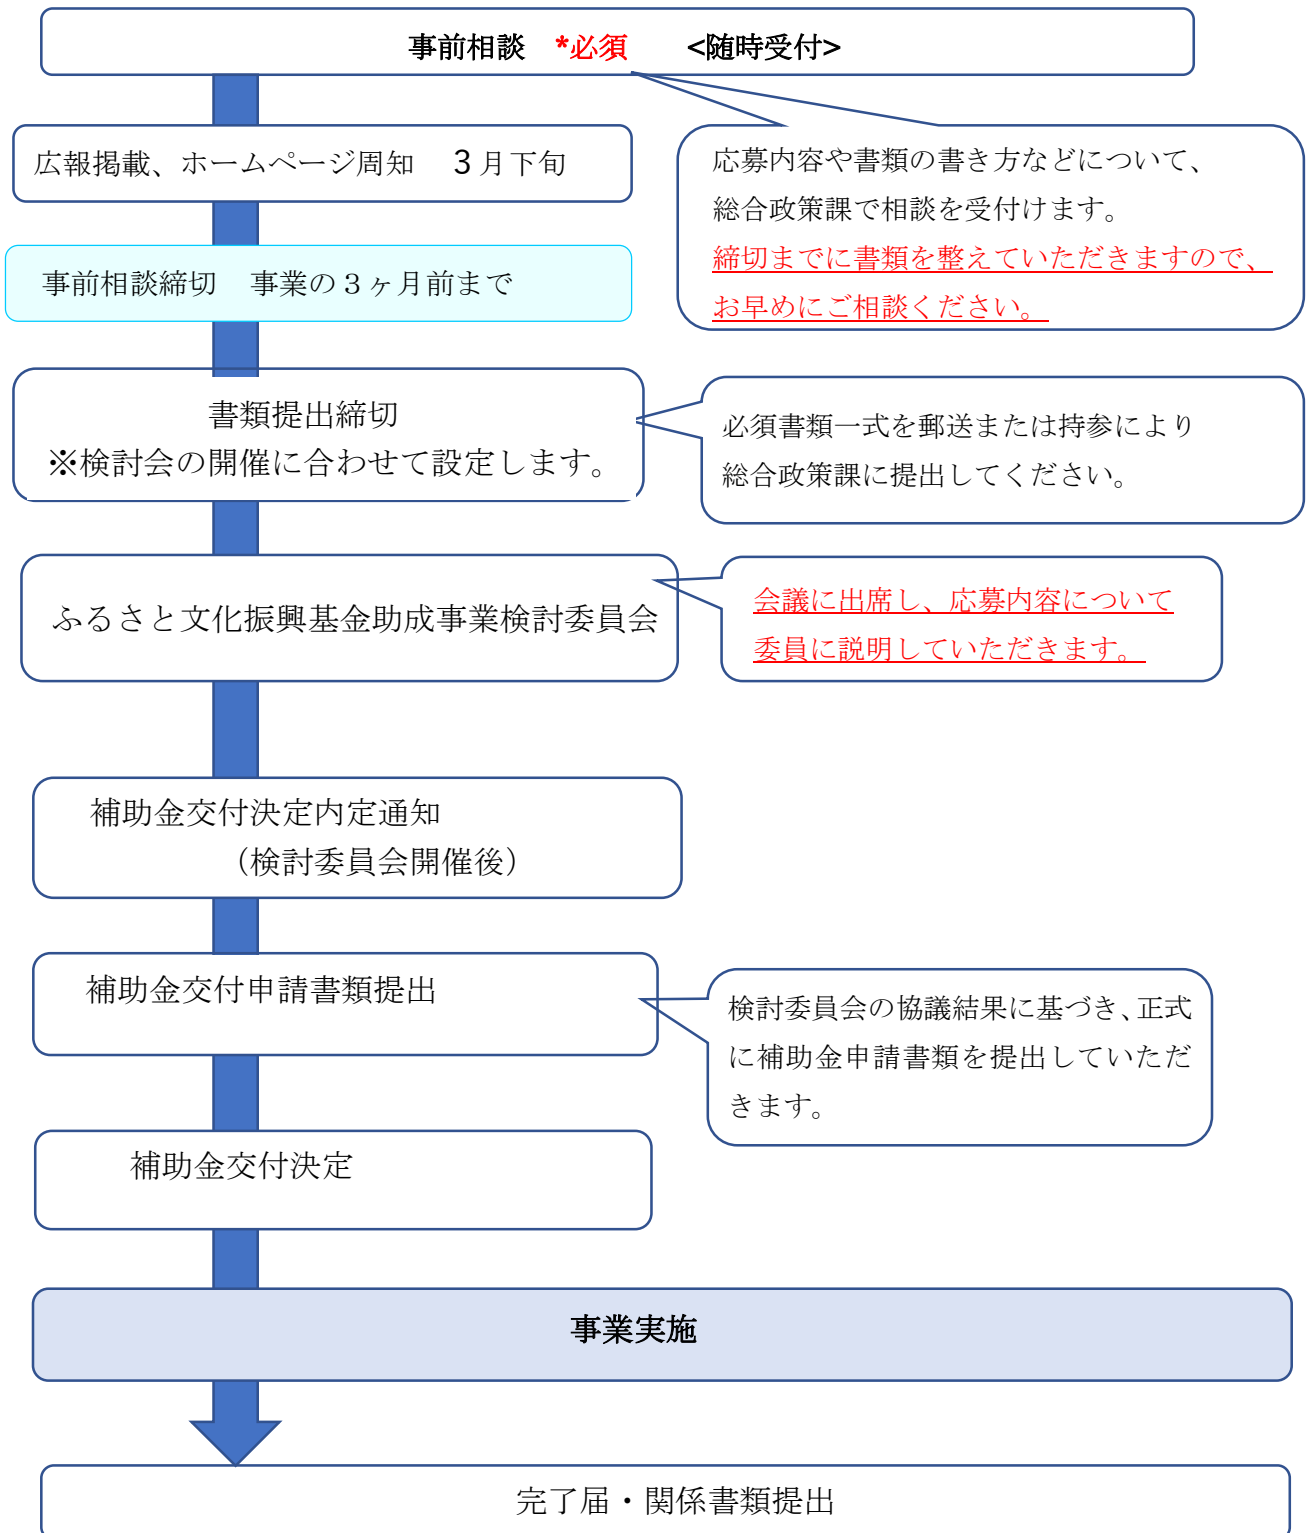 事前相談　*必須　　<随時受付>
広報掲載、ホームページ周知　3月下旬
応募内容や書類の書き方などについて、
総合政策課で相談を受付けます。
締切までに書類を整えていただきますので、
お早めにご相談ください。
事前相談締切　事業の３ヶ月前まで
書類提出締切
※検討会の開催に合わせて設定します。
必須書類一式を郵送または持参により
総合政策課に提出してください。
ふるさと文化振興基金助成事業検討委員会
会議に出席し、応募内容について
委員に説明していただきます。
補助金交付決定内定通知
（検討委員会開催後）
補助金交付申請書類提出
検討委員会の協議結果に基づき、正式
に補助金申請書類を提出していただ
きます。
補助金交付決定
事業実施
完了届・関係書類提出